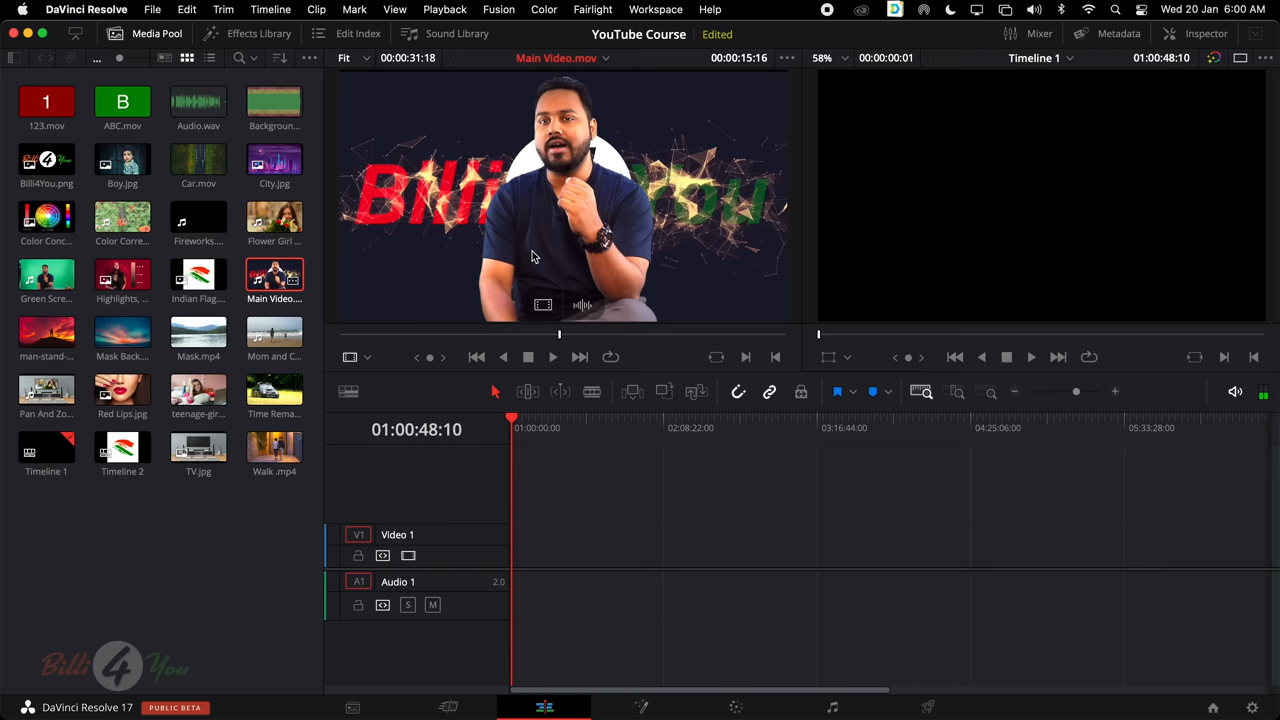 DaVinci Resolve File Edit Trim Timeline Clip Mark View Playback Fusion Color Fairlight Workspace Help Wed 20 Jan 6:00 AM
Media Pool Effects Library Edit Index Sound Library YouTube Course Edited Mixer Metadata Inspector
... Fit 00:00:31:18 Main Video.mov 00:00:15:16 58% 00:00:00:01 Timeline 1 01:00:48:10
1 B
123.mov ABC.mov Audio.wav Backgroun...
Billi4You.png Boy.jpg Car.mov City.jpg
Color Conc... Color Corre... Fireworks.... Flower Girl ...
Green Scre... Highlights, ... Indian Flag.... Main Video....
man-stand-... Mask Back.... Mask.mp4 Mom and C...
Pan And Zo... Red Lips.jpg teenage-gir... TIme Rema...
Timeline 1 Timeline 2 TV.jpg Walk .mp4
Billi You
01:00:48:10 01:00:00:00 02:08:22:00 03:16:44:00 04:25:06:00 05:33:28:00
V1 Video 1
A1 Audio 1 2.0
S M
Billi 4 You
DaVinci Resolve 17 PUBLIC BETA